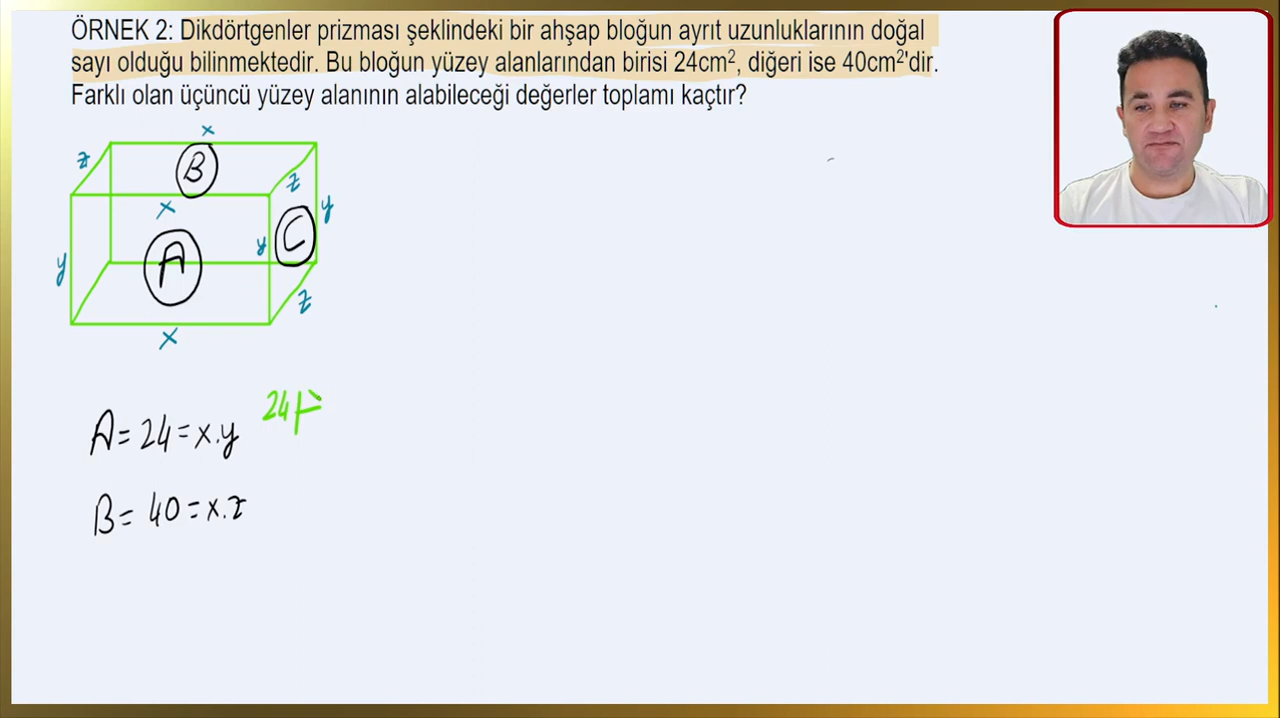 ÖRNEK 2: Dikdörtgenler prizması şeklindeki bir ahşap bloğun ayrıt uzunluklarının doğal
sayı olduğu bilinmektedir. Bu bloğun yüzey alanlarından birisi 24cm², diğeri ise 40cm²'dir.
Farklı olan üçüncü yüzey alanının alabileceği değerler toplamı kaçtır?
x
z
B
z
x
y
C
y
y
A
z
x
24
A = 24 = x.y
B = 40 = x.z